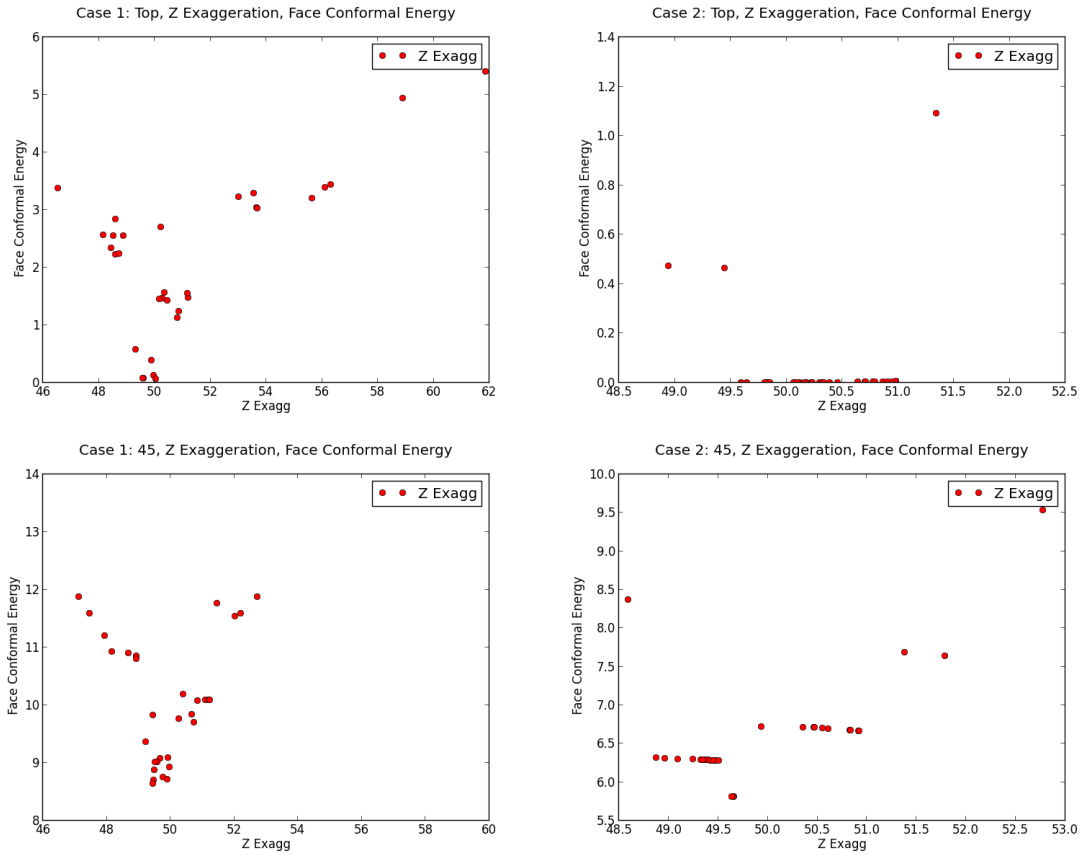 Case 1: Top, Z Exaggeration, Face Conformal Energy
Z Exagg
Face Conformal Energy
6
5
4
3
2
1
0
46 48 50 52 54 56 58 60 62
Z Exagg
Case 2: Top, Z Exaggeration, Face Conformal Energy
Z Exagg
Face Conformal Energy
1.4
1.2
1.0
0.8
0.6
0.4
0.2
0.0
48.5 49.0 49.5 50.0 50.5 51.0 51.5 52.0 52.5
Z Exagg
Case 1: 45, Z Exaggeration, Face Conformal Energy
Z Exagg
Face Conformal Energy
14
13
12
11
10
9
8
46 48 50 52 54 56 58 60
Z Exagg
Case 2: 45, Z Exaggeration, Face Conformal Energy
Z Exagg
Face Conformal Energy
10.0
9.5
9.0
8.5
8.0
7.5
7.0
6.5
6.0
5.5
48.5 49.0 49.5 50.0 50.5 51.0 51.5 52.0 52.5 53.0
Z Exagg